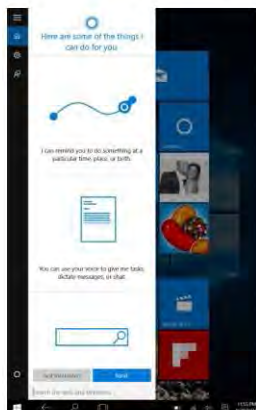 Here are some of the things I
can do for you
I can remind you to do something at a
particular time, place, or birth.
You can use your voice to give me tasks,
dictate messages, or chat.
Next